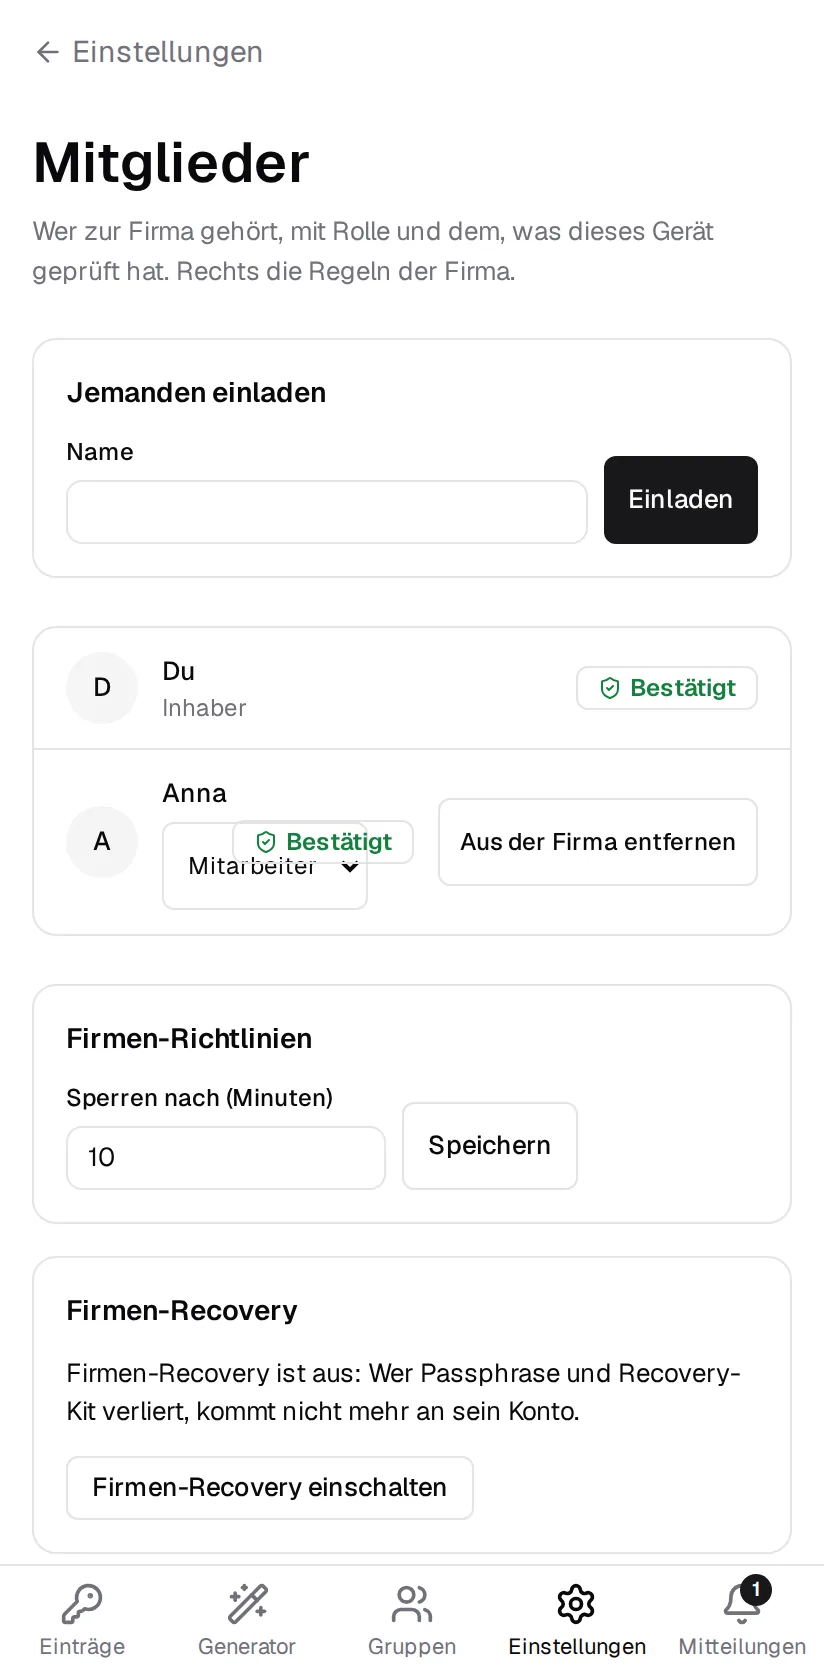 Einstellungen
Mitglieder
Wer zur Firma gehört, mit Rolle und dem, was dieses Gerät
geprüft hat. Rechts die Regeln der Firma.
Jemanden einladen
Name
Einladen
D
Du
Inhaber
Bestätigt
A
Anna
Bestätigt
Mitarbeiter
Aus der Firma entfernen
Firmen-Richtlinien
Sperren nach (Minuten)
10
Speichern
Firmen-Recovery
Firmen-Recovery ist aus: Wer Passphrase und Recovery-
Kit verliert, kommt nicht mehr an sein Konto.
Firmen-Recovery einschalten
1
Einträge
Generator
Gruppen
Einstellungen
Mitteilungen